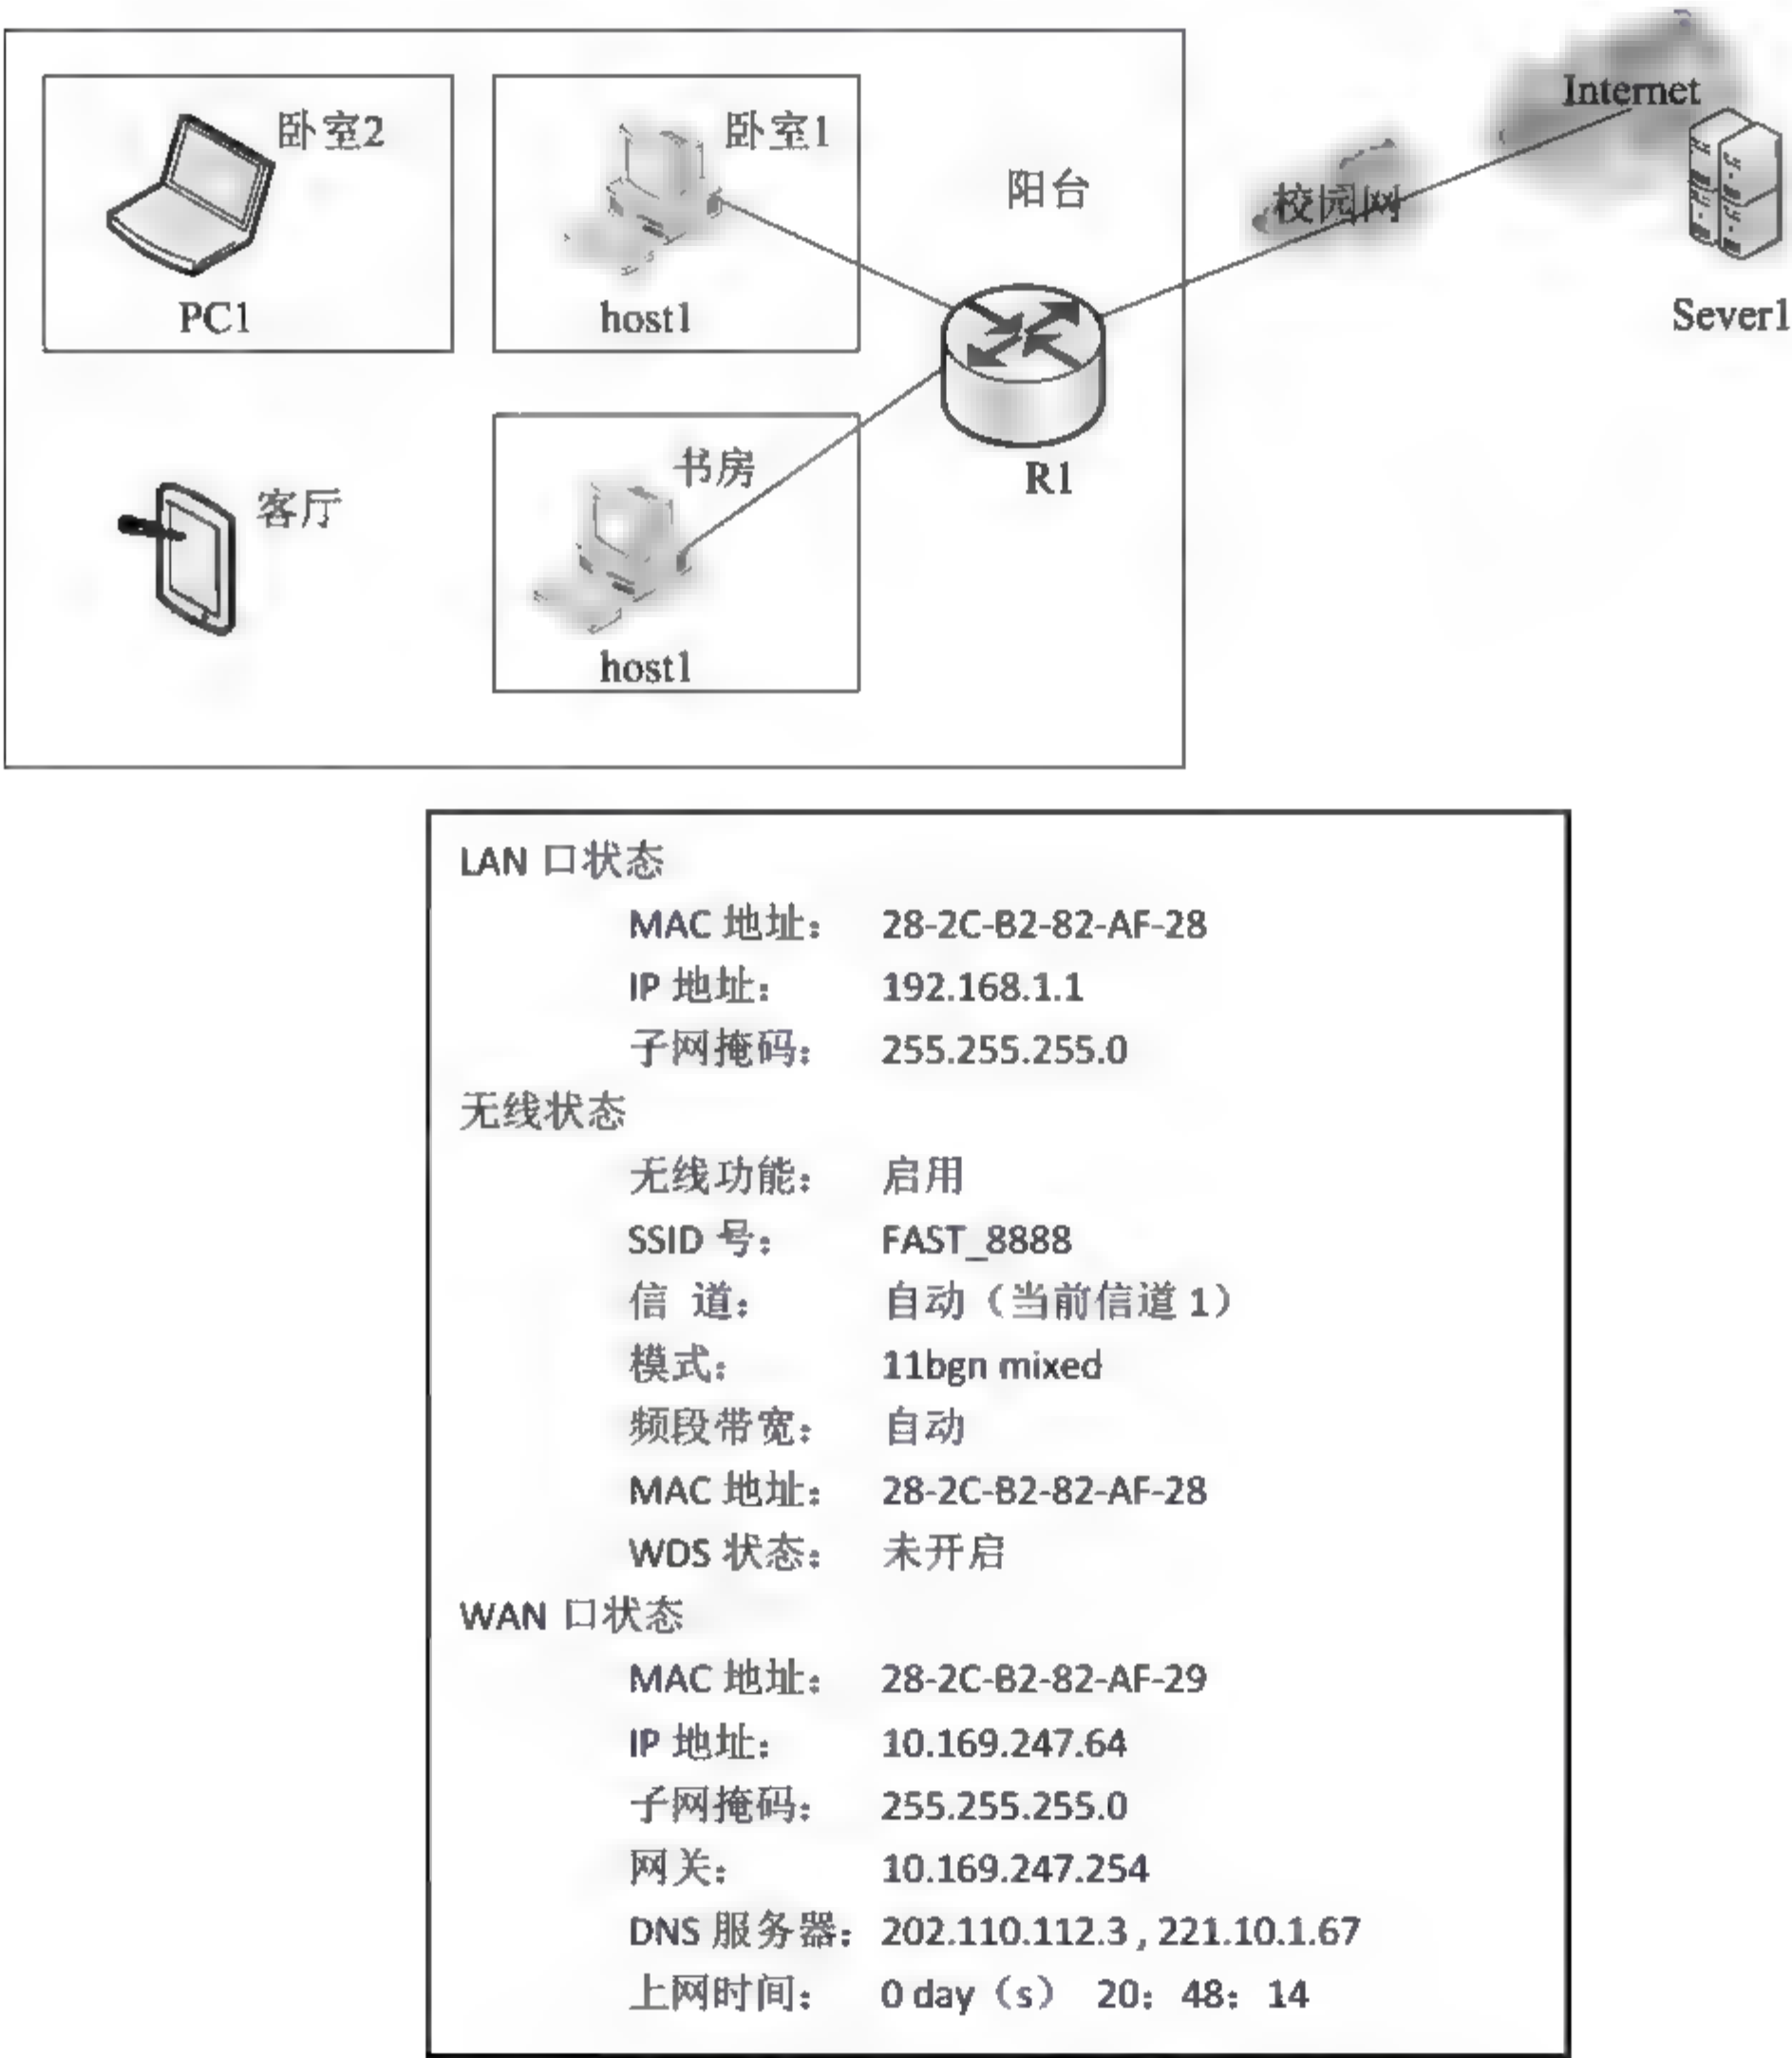 卧室2
PC1
卧室1
host1
阳台
校园网
Internet
Sever1
R1
客厅
书房
host1
LAN 口状态
MAC 地址： 28-2C-B2-82-AF-28
IP 地址： 192.168.1.1
子网掩码： 255.255.255.0
无线状态
无线功能： 启用
SSID 号： FAST_8888
信 道： 自动（当前信道 1）
模式： 11bgn mixed
频段带宽： 自动
MAC 地址： 28-2C-B2-82-AF-28
WDS 状态： 未开启
WAN 口状态
MAC 地址： 28-2C-B2-82-AF-29
IP 地址： 10.169.247.64
子网掩码： 255.255.255.0
网关： 10.169.247.254
DNS 服务器： 202.110.112.3 , 221.10.1.67
上网时间： 0 day（s） 20：48：14